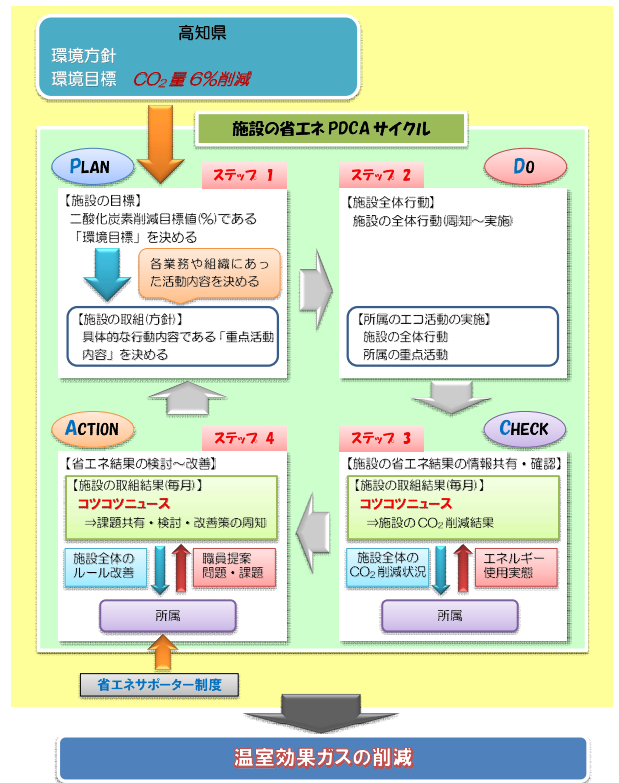 高知県
環境方針
環境目標 CO₂量6%削減
施設の省エネPDCAサイクル
PLAN
ステップ 1
【施設の目標】
二酸化炭素削減目標値(%)である
「環境目標」を決める
各業務や組織にあっ
た活動内容を決める
【施設の取組(方針)】
具体的な行動内容である「重点活動
内容」を決める
ステップ 2
DO
【施設全体行動】
施設の全体行動(周知～実施)
【所属のエコ活動の実施】
施設の全体行動
所属の重点活動
ステップ 3
CHECK
【施設の省エネ結果の情報共有・確認】
【施設の取組結果(毎月)】
コツコツニュース
⇒施設のCO₂削減結果
施設全体の
CO₂削減状況
エネルギー
使用実態
所属
ACTION
ステップ 4
【省エネ結果の検討～改善】
【施設の取組結果(毎月)】
コツコツニュース
⇒課題共有・検討・改善策の周知
施設全体の
ルール改善
職員提案
問題・課題
所属
省エネサポーター制度
温室効果ガスの削減